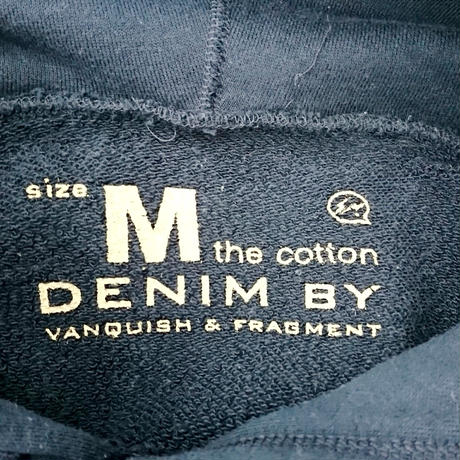 size M the cotton
DENIM BY
VANQUISH & FRAGMENT